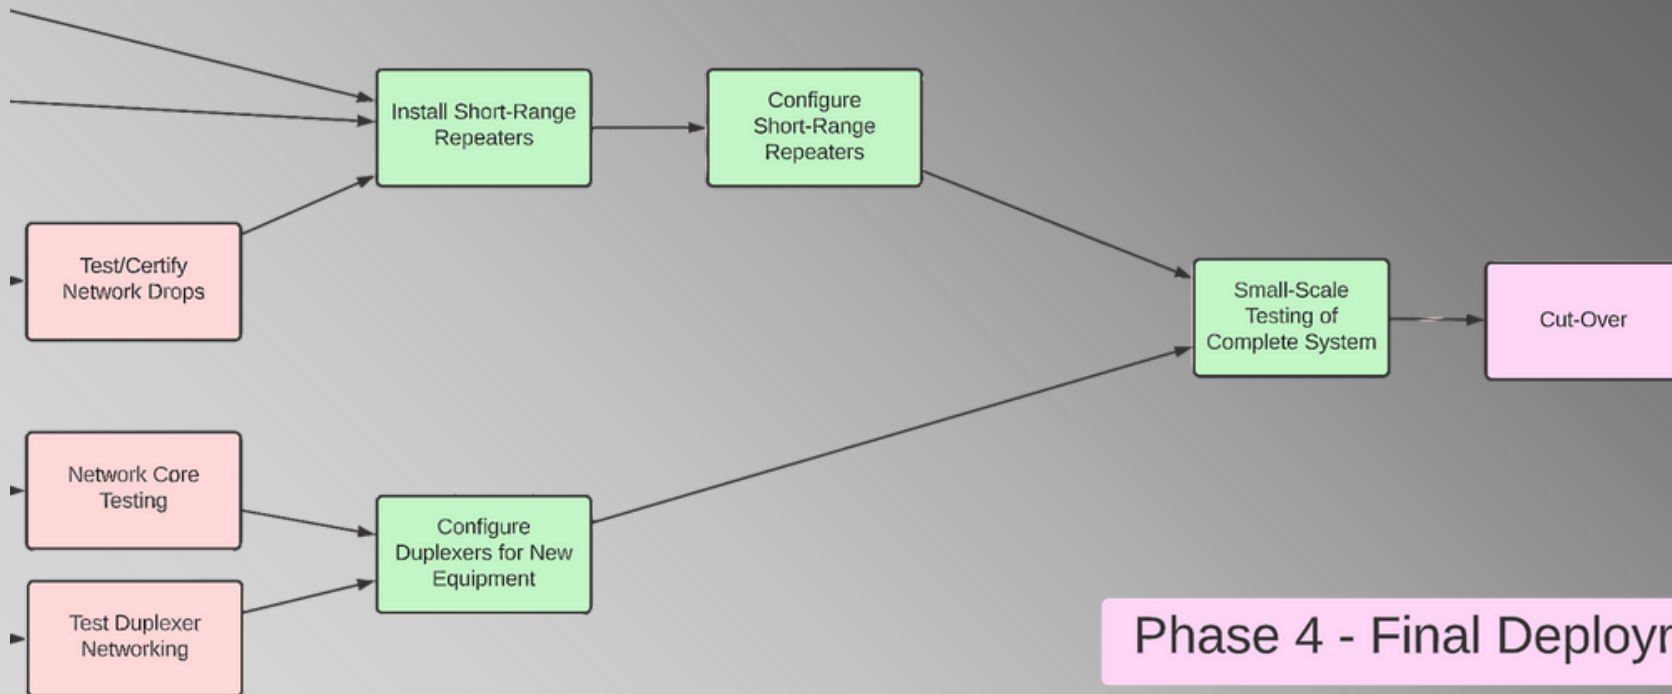 Install Short-Range
Repeaters
Configure
Short-Range
Repeaters
Test/Certify
Network Drops
Small-Scale
Testing of
Complete System
Cut-Over
Network Core
Testing
Configure
Duplexers for New
Equipment
Test Duplexer
Networking
Phase 4 - Final Deploy